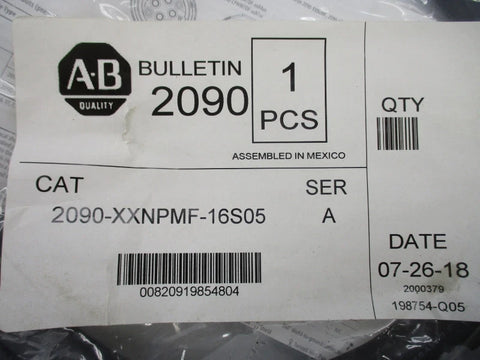 A-B
QUALITY
BULLETIN
2090
1
PCS
ASSEMBLED IN MEXICO
QTY
CAT
SER
2090-XXNPMF-16S05
A
00820919854804
DATE
07-26-18
2000379
198754-Q05